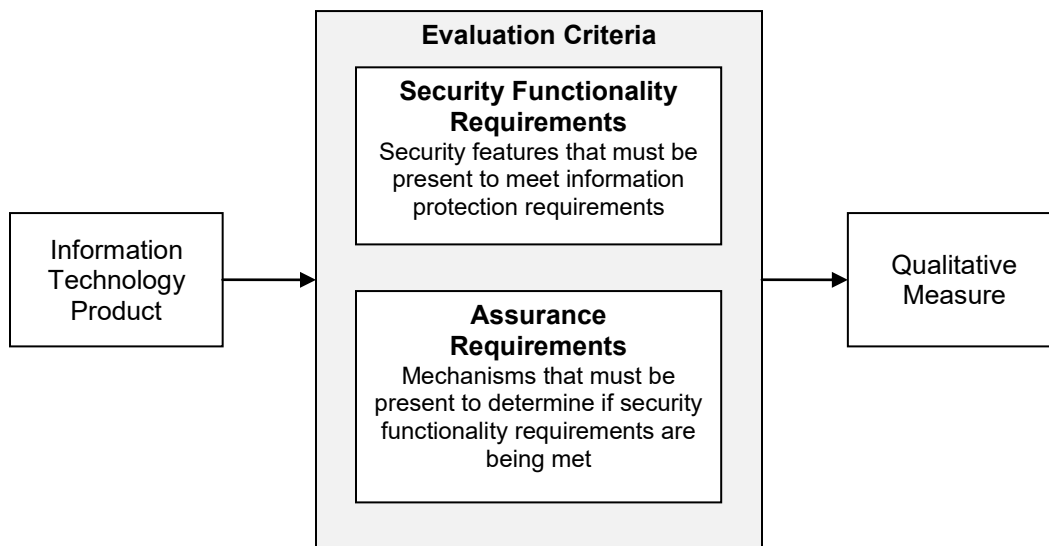 Evaluation Criteria
Security Functionality
Requirements
Security features that must be
present to meet information
protection requirements
Information
Technology
Product
Qualitative
Measure
Assurance
Requirements
Mechanisms that must be
present to determine if security
functionality requirements are
being met